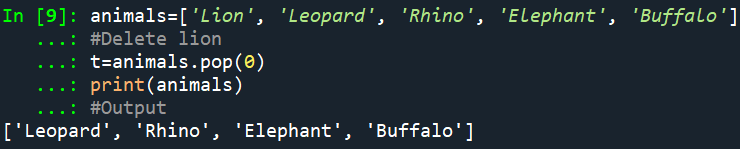 In [9]: animals=['Lion', 'Leopard', 'Rhino', 'Elephant', 'Buffalo']
   ...: #Delete lion
   ...: t=animals.pop(0)
   ...: print(animals)
   ...: #Output
['Leopard', 'Rhino', 'Elephant', 'Buffalo']